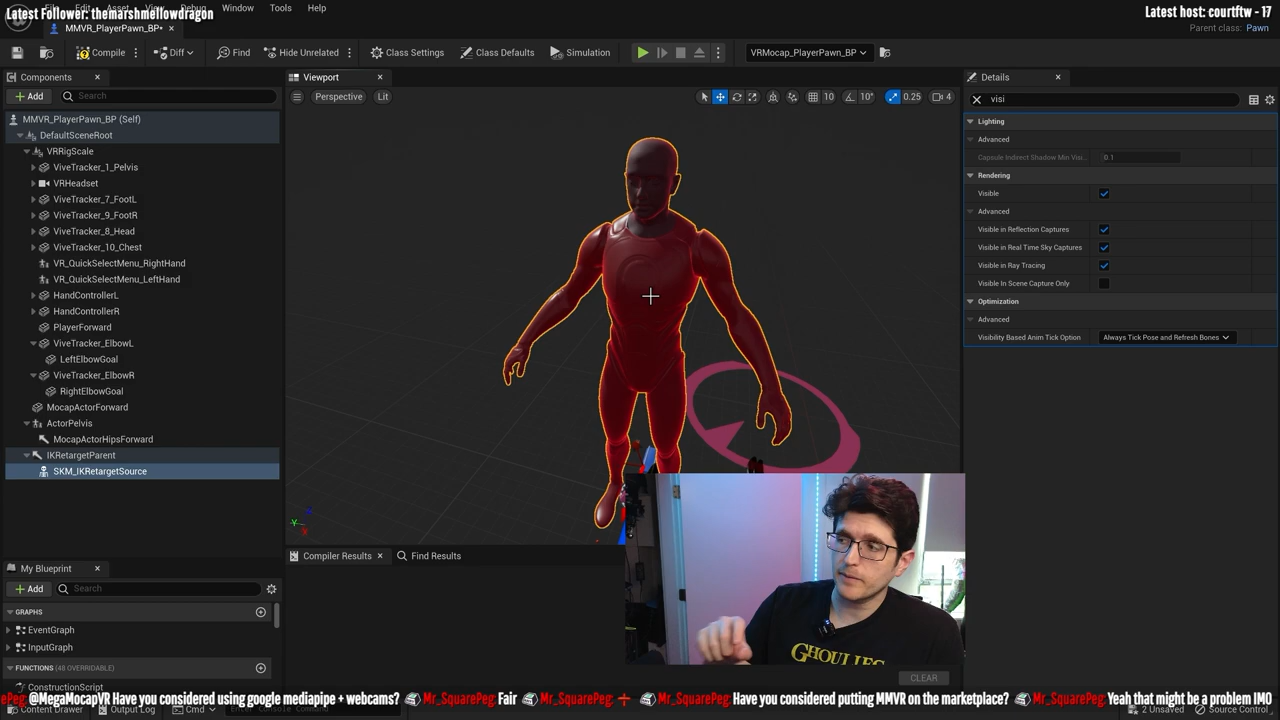 Latest Follower: themarshmellowdragon
Window
Tools
Help
Latest host: courtftw - 17
MMVR_PlayerPawn_BP*
Parent class: Pawn
Compile
Diff
Find
Hide Unrelated
Class Settings
Class Defaults
Simulation
VRMocap_PlayerPawn_BP
Components
Viewport
Details
Add
Search
Perspective
Lit
10
10°
0.25
4
visi
MMVR_PlayerPawn_BP (Self)
DefaultSceneRoot
VRRigScale
ViveTracker_1_Pelvis
VRHeadset
ViveTracker_7_FootL
ViveTracker_9_FootR
ViveTracker_8_Head
ViveTracker_10_Chest
VR_QuickSelectMenu_RightHand
VR_QuickSelectMenu_LeftHand
HandControllerL
HandControllerR
PlayerForward
ViveTracker_ElbowL
LeftElbowGoal
ViveTracker_ElbowR
RightElbowGoal
MocapActorForward
ActorPelvis
MocapActorHipsForward
IKRetargetParent
SKM_IKRetargetSource
Lighting
Advanced
Capsule Indirect Shadow Min Visi...
0.1
Rendering
Visible
Advanced
Visible in Reflection Captures
Visible in Real Time Sky Captures
Visible in Ray Tracing
Visible In Scene Capture Only
Optimization
Advanced
Visibility Based Anim Tick Option
Always Tick Pose and Refresh Bones
Compiler Results
Find Results
My Blueprint
Add
Search
GRAPHS
EventGraph
InputGraph
FUNCTIONS (48 OVERRIDABLE)
ConstructionScript
GHOULIES
CLEAR
ePeg: @MegaMocapVR Have you considered using google mediapipe + webcams? Mr_SquarePeg: Fair Mr_SquarePeg: Mr_SquarePeg: Have you considered putting MMVR on the marketplace? Mr_SquarePeg: Yeah that might be a problem IMO
Content Drawer
Output Log
Cmd
2 Unsaved
Source Control